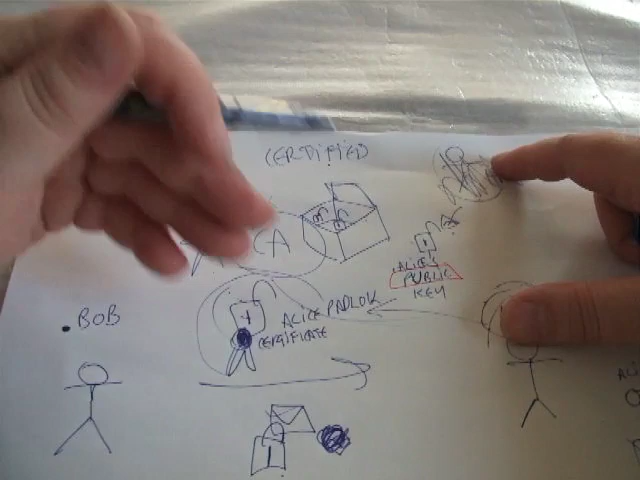 CERTIFIED
CA
ALICE'S
PUBLIC
KEY
BOB
ALICE PADLOK
CERTIFICATE